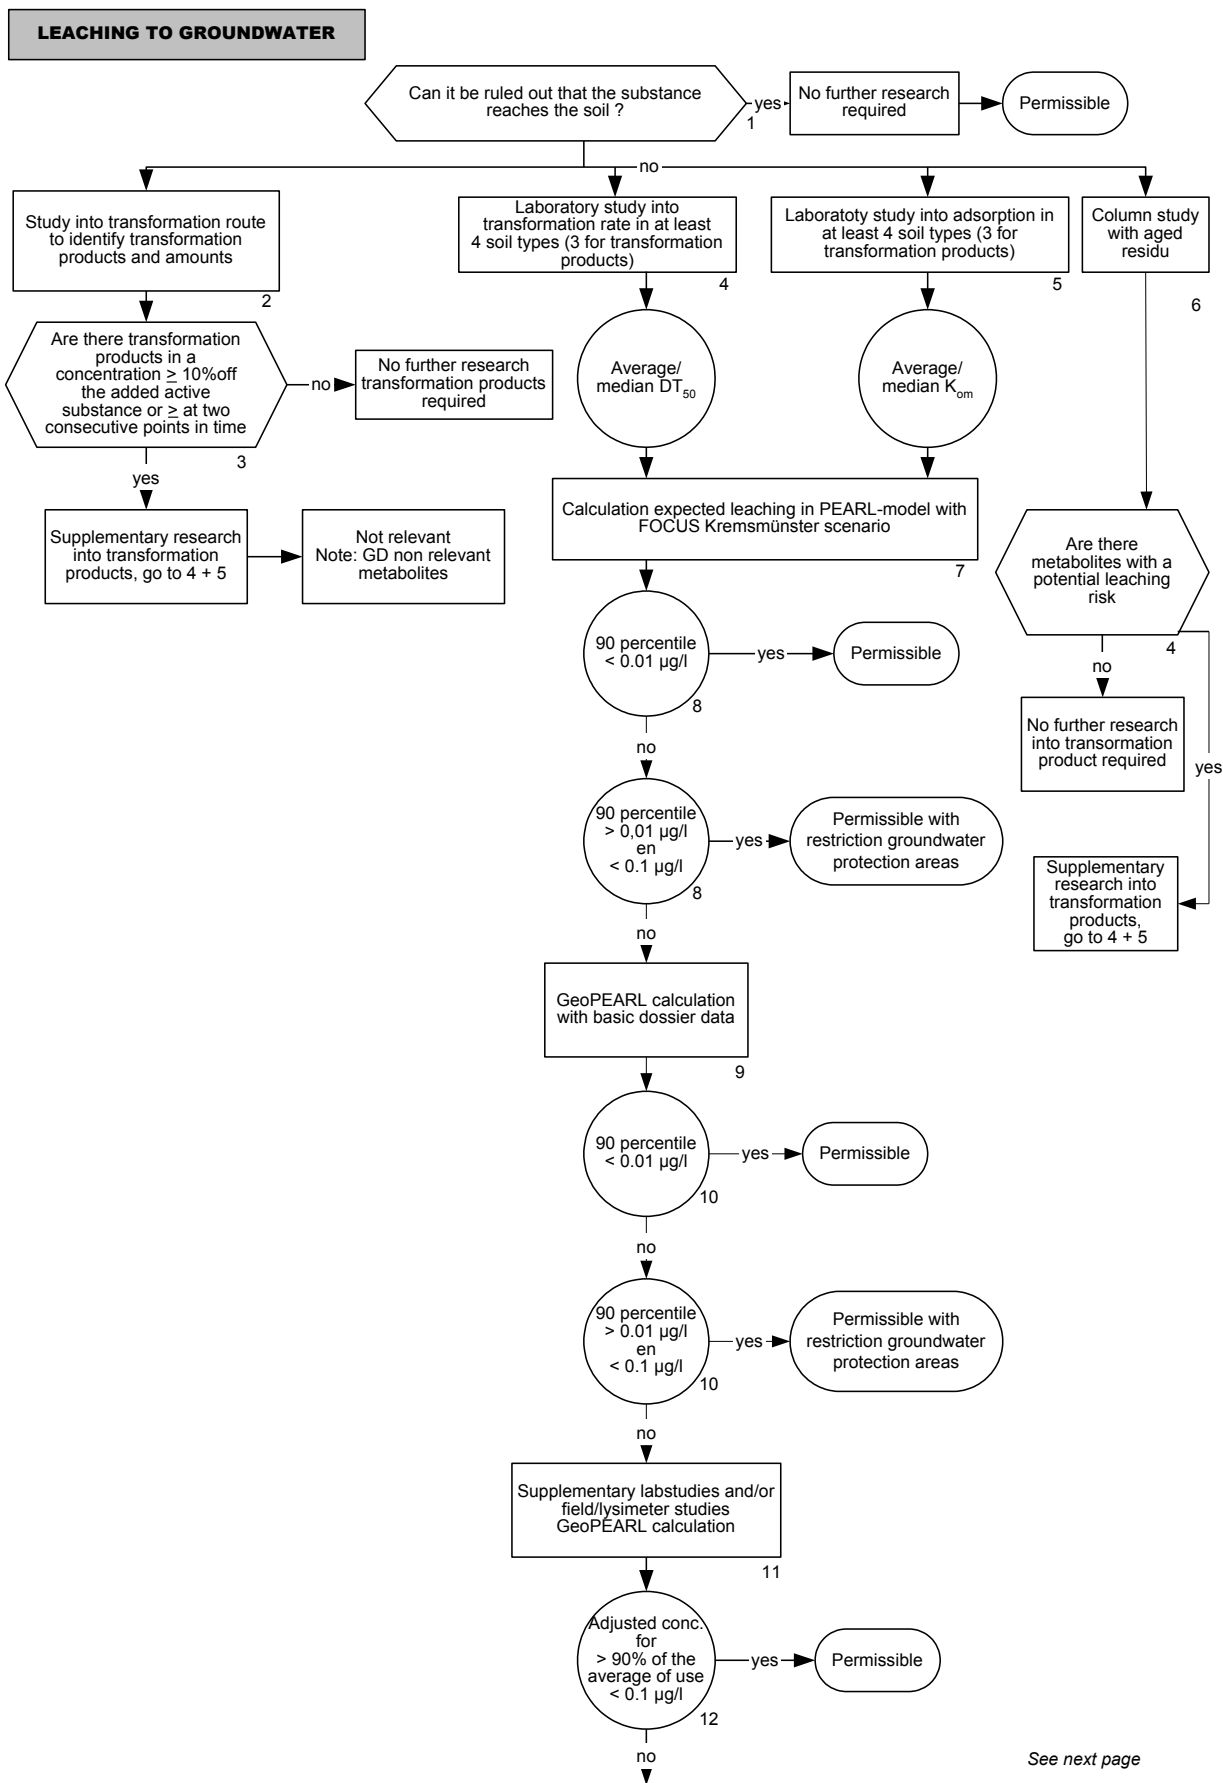 LEACHING TO GROUNDWATER
Can it be ruled out that the substance
reaches the soil ?
1
yes
No further research
required
Permissible
no
Study into transformation route
to identify transformation
products and amounts
2
Laboratory study into
transformation rate in at least
4 soil types (3 for transformation
products)
4
Laboratoty study into adsorption in
at least 4 soil types (3 for
transformation products)
5
Column study
with aged
residu
6
Are there transformation
products in a
concentration ≥ 10%off
the added active
substance or ≥ at two
consecutive points in time
3
no
No further research
transformation products
required
Average/
median DT50
Average/
median Kom
yes
Supplementary research
into transformation
products, go to 4 + 5
Not relevant
Note: GD non relevant
metabolites
Calculation expected leaching in PEARL-model with
FOCUS Kremsmünster scenario
7
Are there
metabolites with a
potential leaching
risk
4
no
No further research
into transormation
product required
yes
Supplementary
research into
transformation
products,
go to 4 + 5
90 percentile
< 0.01 µg/l
8
yes
Permissible
no
90 percentile
> 0,01 µg/l
en
< 0.1 µg/l
8
yes
Permissible with
restriction groundwater
protection areas
no
GeoPEARL calculation
with basic dossier data
9
90 percentile
< 0.01 µg/l
10
yes
Permissible
no
90 percentile
> 0.01 µg/l
en
< 0.1 µg/l
10
yes
Permissible with
restriction groundwater
protection areas
no
Supplementary labstudies and/or
field/lysimeter studies
GeoPEARL calculation
11
Adjusted conc.
for
> 90% of the
average of use
< 0.1 µg/l
12
yes
Permissible
no
See next page